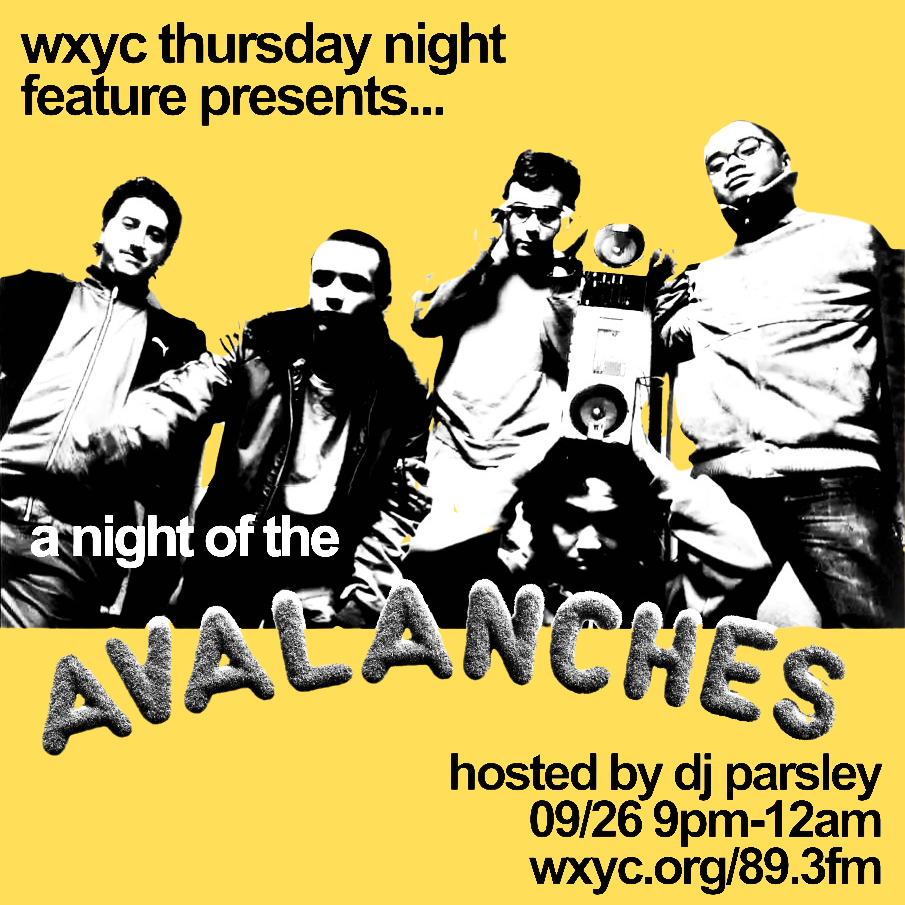 wxyc thursday night
feature presents...
a night of the
AVALANCHES
hosted by dj parsley
09/26 9pm-12am
wxyc.org/89.3fm